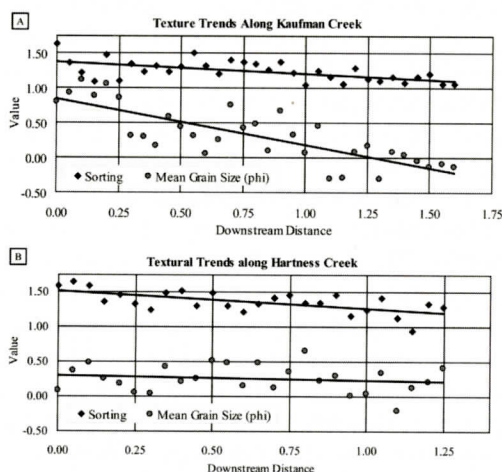 A
Texture Trends Along Kaufman Creek
1.50
1.00
0.50
0.00
-0.50
Value
Sorting
Mean Grain Size (phi)
0.00 0.25 0.50 0.75 1.00 1.25 1.50 1.75
Downstream Distance
B
Textural Trends along Hartness Creek
1.50
1.00
0.50
0.00
-0.50
Value
Sorting
Mean Grain Size (phi)
0.00 0.25 0.50 0.75 1.00 1.25
Downstream Distance